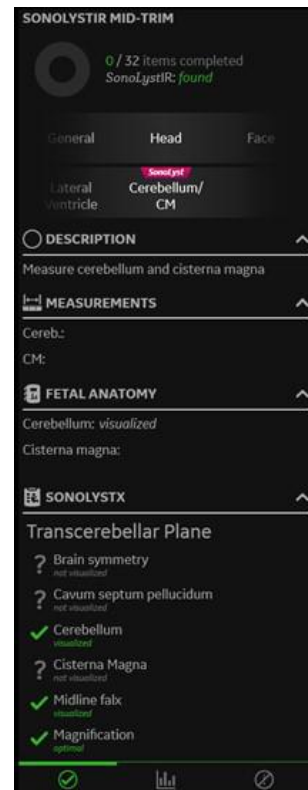 SONOLYSTIR MID-TRIM
0 / 32 items completed
SonoLystIR: found
General Head Face
SonoLyst
Lateral Ventricle Cerebellum/ CM
DESCRIPTION
Measure cerebellum and cisterna magna
MEASUREMENTS
Cereb.:
CM:
FETAL ANATOMY
Cerebellum: visualized
Cisterna magna:
SONOLYSTX
Transcerebellar Plane
? Brain symmetry
not visualized
? Cavum septum pellucidum
not visualized
Cerebellum
visualized
? Cisterna Magna
not visualized
Midline falx
visualized
Magnification
optimal